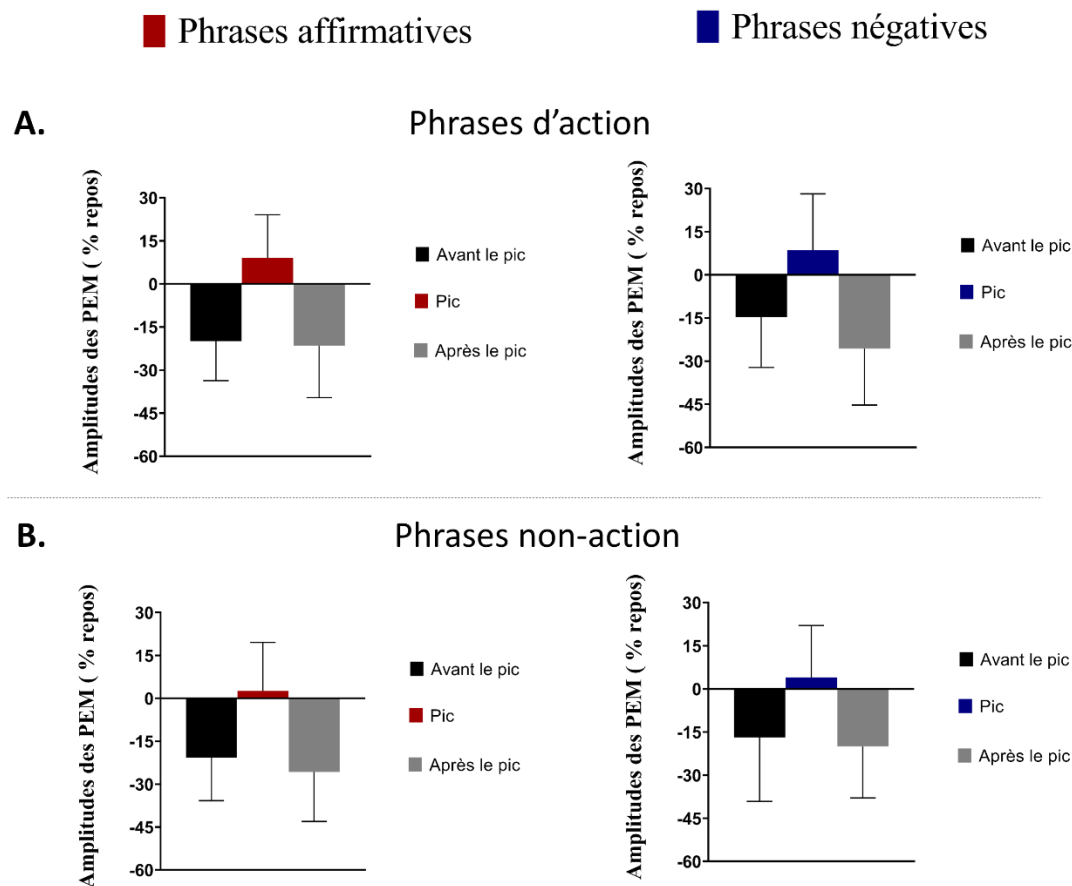 Phrases affirmatives
Phrases négatives
A.
Phrases d’action
Amplitudes des PEM ( % repos)
30
15
0
-15
-30
-45
-60
Avant le pic
Pic
Après le pic
Amplitudes des PEM ( % repos)
30
15
0
-15
-30
-45
-60
Avant le pic
Pic
Après le pic
B.
Phrases non-action
Amplitudes des PEM ( % repos)
30
15
0
-15
-30
-45
-60
Avant le pic
Pic
Après le pic
Amplitudes des PEM ( % repos)
30
15
0
-15
-30
-45
-60
Avant le pic
Pic
Après le pic